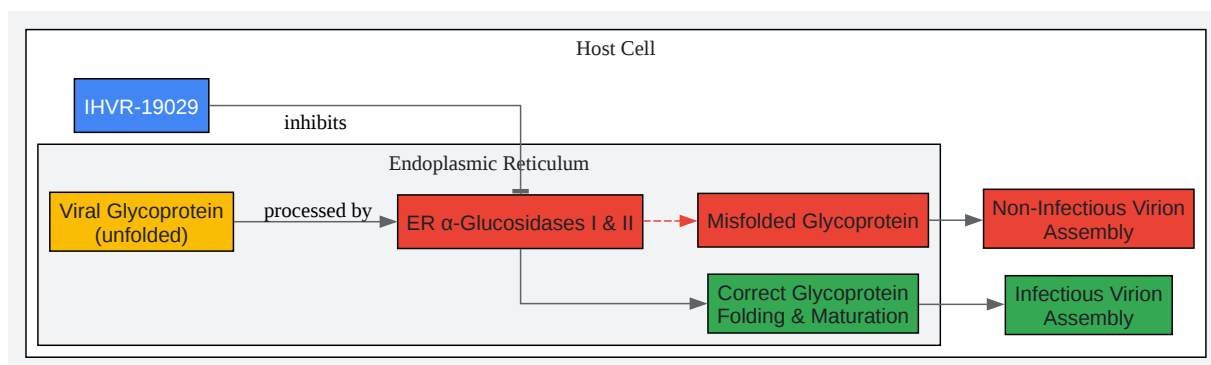 Host Cell
IHVR-19029
inhibits
Endoplasmic Reticulum
Viral Glycoprotein
(unfolded)
processed by
ER α-Glucosidases I & II
Misfolded Glycoprotein
Non-Infectious Virion
Assembly
Correct Glycoprotein
Folding & Maturation
Infectious Virion
Assembly